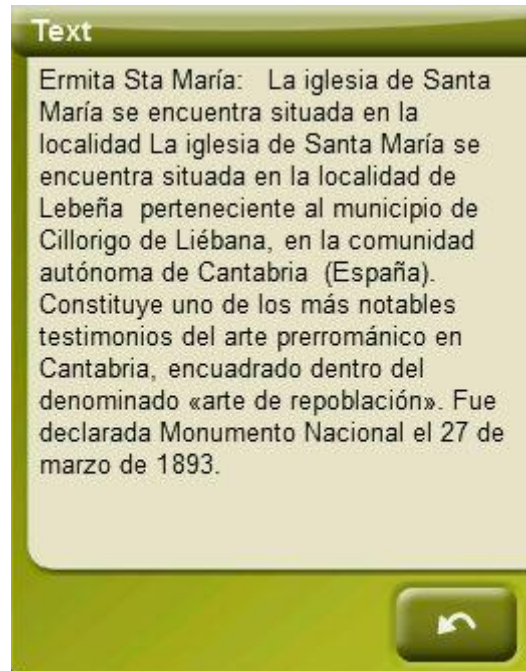 Text
Ermita Sta María:   La iglesia de Santa
María se encuentra situada en la
localidad La iglesia de Santa María se
encuentra situada en la localidad de
Lebeña  perteneciente al municipio de
Cillorigo de Liébana, en la comunidad
autónoma de Cantabria  (España).
Constituye uno de los más notables
testimonios del arte prerrománico en
Cantabria, encuadrado dentro del
denominado «arte de repoblación». Fue
declarada Monumento Nacional el 27 de
marzo de 1893.